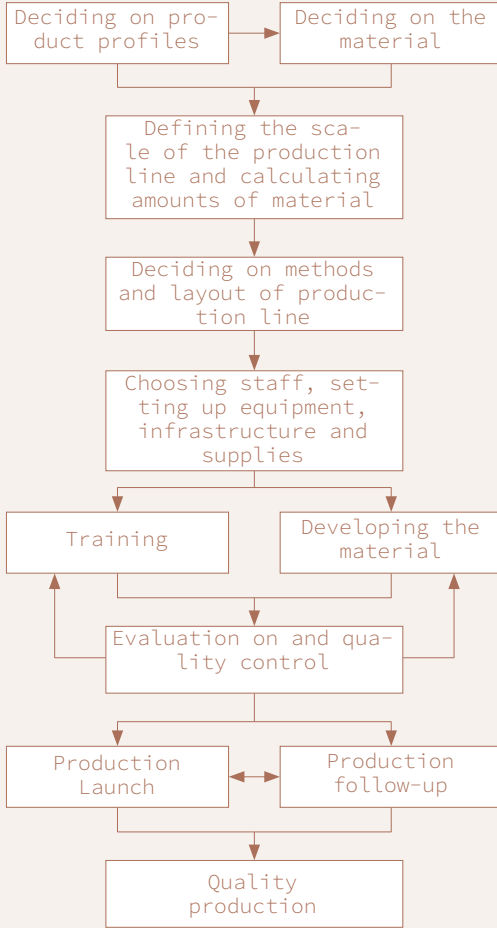 Deciding on pro-
duct profiles
Deciding on the
material
Defining the sca-
le of the production
line and calculating
amounts of material
Deciding on methods
and layout of produc-
tion line
Choosing staff, set-
ting up equipment,
infrastructure and
supplies
Training
Developing the
material
Evaluation on and qua-
lity control
Production
Launch
Production
follow-up
Quality
production